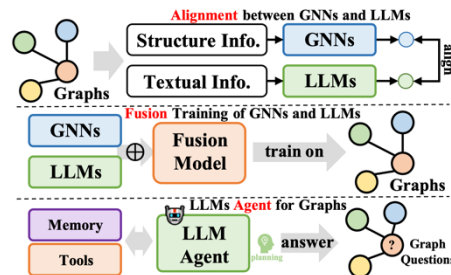 Alignment between GNNs and LLMs
Structure Info.
GNNs
Textual Info.
LLMs
align
Graphs
Fusion Training of GNNs and LLMs
GNNs
LLMs
Fusion
Model
train on
Graphs
LLMs Agent for Graphs
Memory
Tools
LLM
Agent
planning
answer
?
Graph
Questions